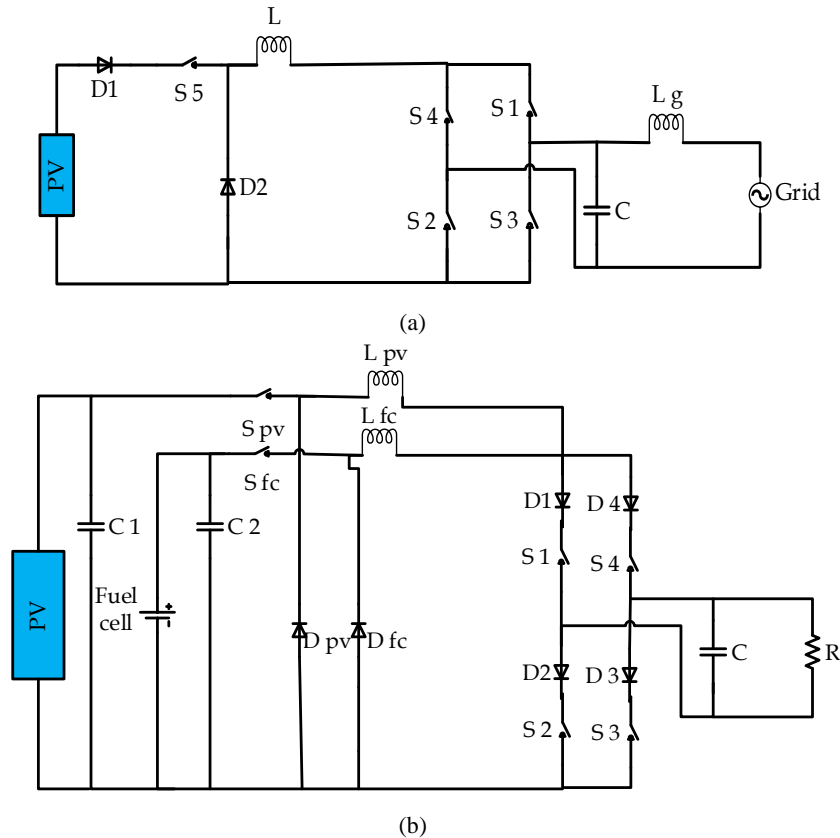 L
D1
S 5
L g
S 4
S 1
PV
D2
Grid
S 2
S 3
C
(a)
L pv
L fc
S pv
S fc
D1
D 4
C 1
C 2
S 1
S 4
PV
Fuel
cell
+
-
D pv
D fc
D2
D 3
C
R
S 2
S 3
(b)